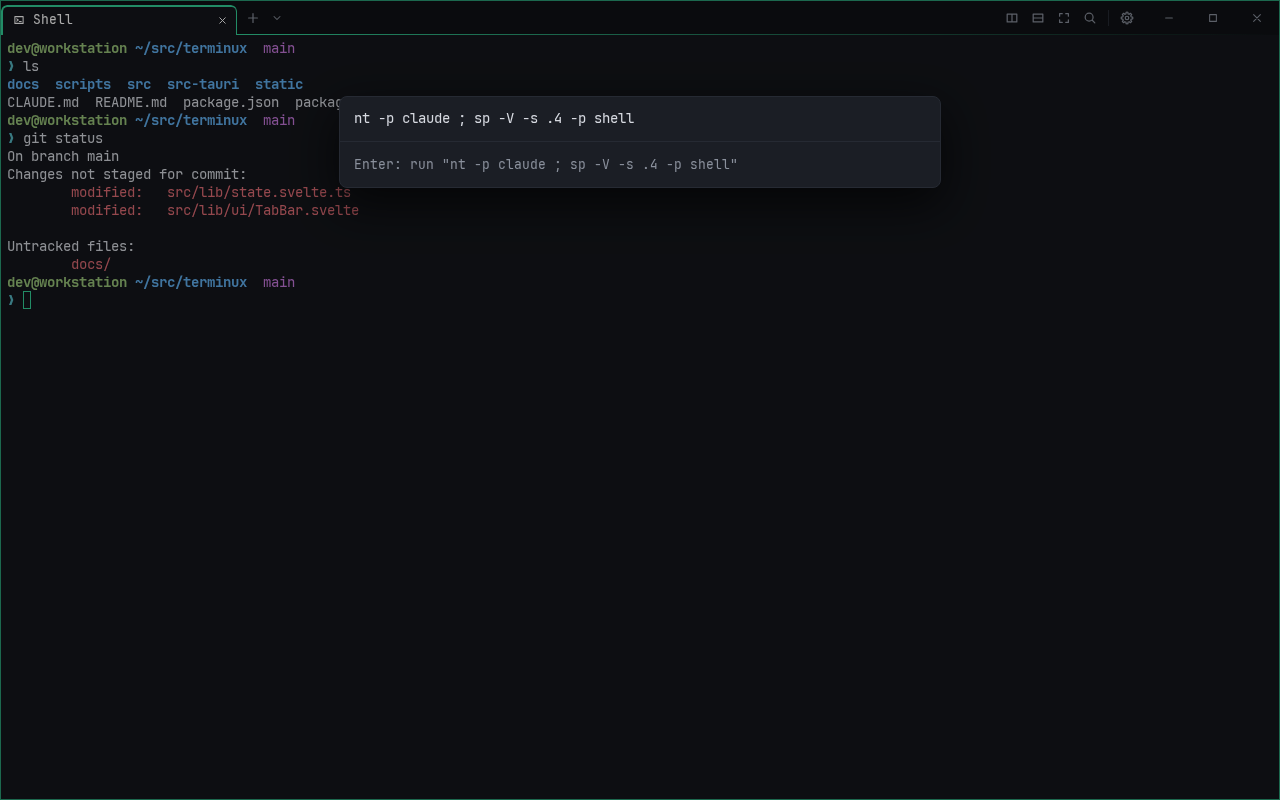 Shell
dev@workstation ~/src/terminux main
❯ ls
docs scripts src src-tauri static
CLAUDE.md README.md package.json
nt -p claude ; sp -V -s .4 -p shell
dev@workstation ~/src/terminux main
❯ git status
On branch main
Enter: run "nt -p claude ; sp -V -s .4 -p shell"
Changes not staged for commit:
modified: src/lib/state.svelte.ts
modified: src/lib/ui/TabBar.svelte
Untracked files:
docs/
dev@workstation ~/src/terminux main
❯